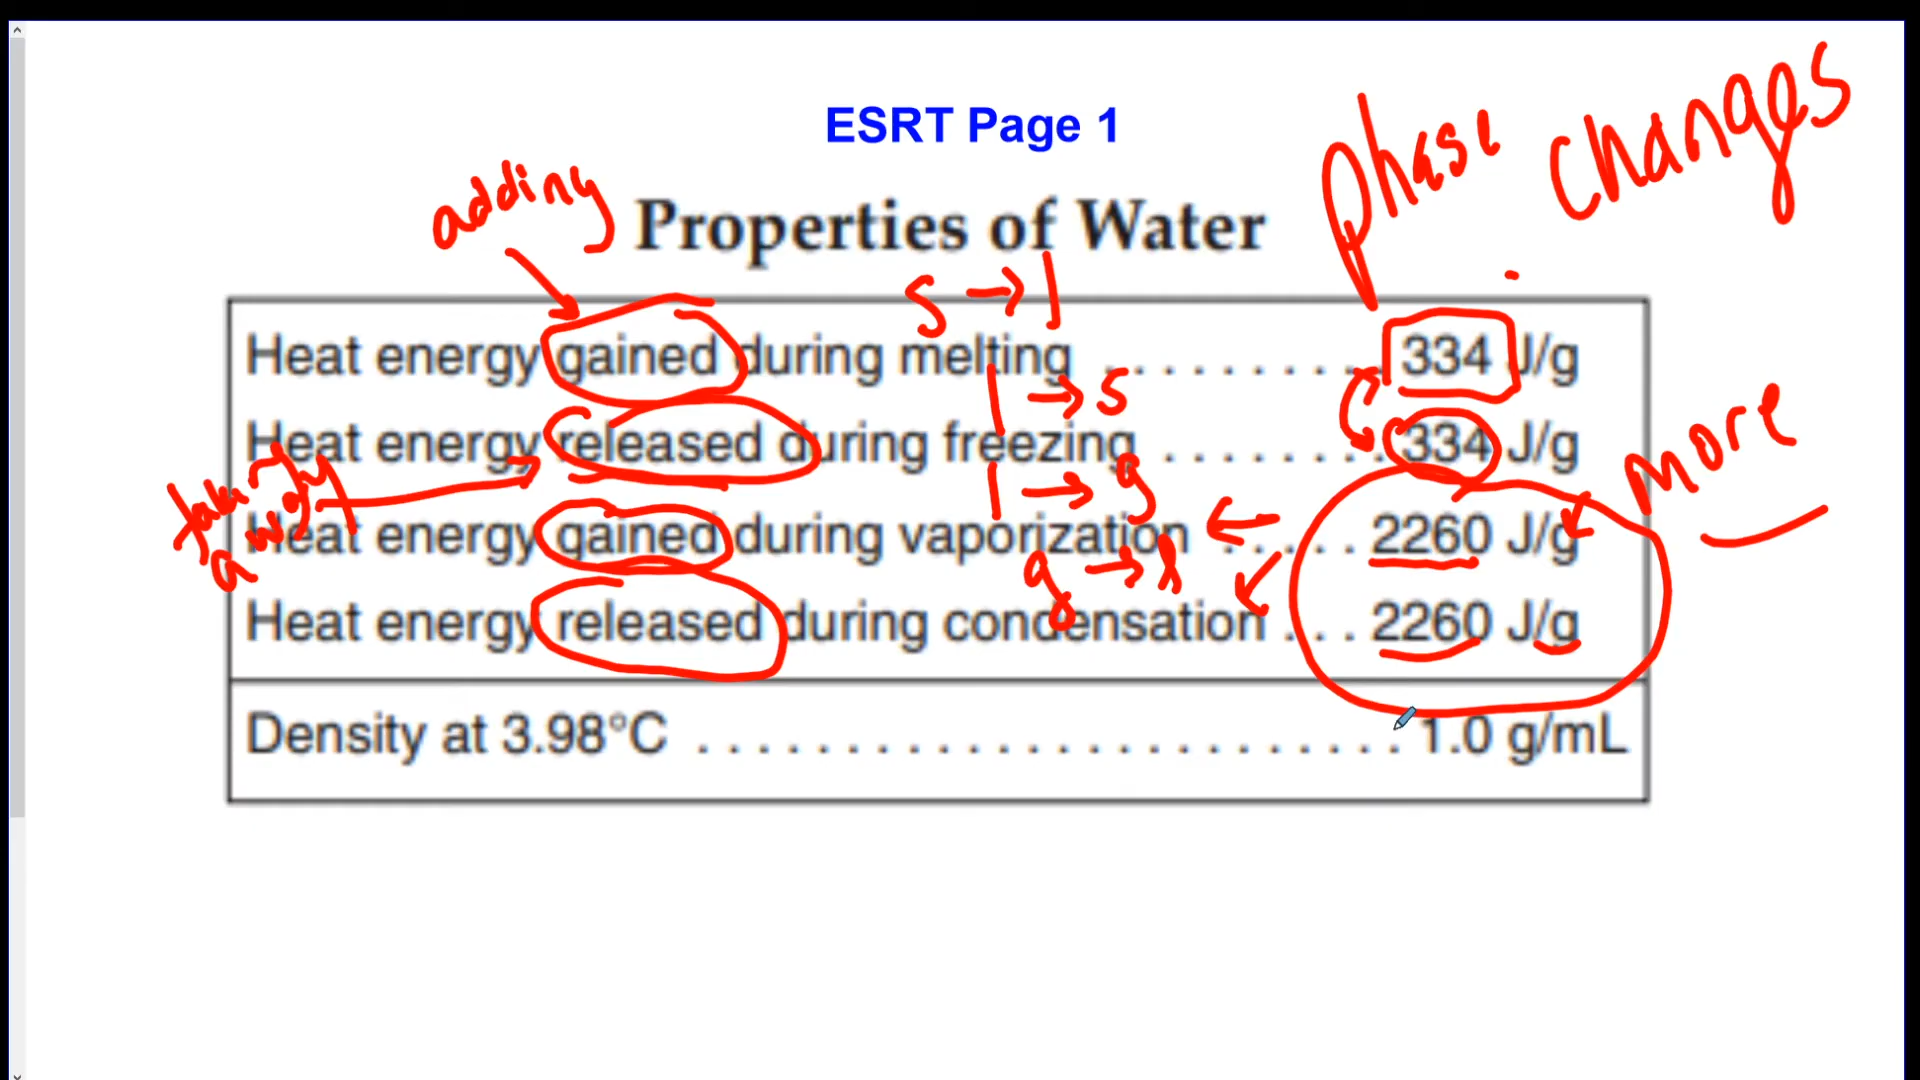 ESRT Page 1
phase changes
adding
Properties of Water
s → l
Heat energy gained during melting . . . . . . . . . . 334 J/g
l → s
Heat energy released during freezing . . . . . . . . 334 J/g
more
taking away
l → g
Heat energy gained during vaporization . . . . . 2260 J/g
g → l
Heat energy released during condensation . . . 2260 J/g
Density at 3.98°C . . . . . . . . . . . . . . . . . . . . . . . . 1.0 g/mL